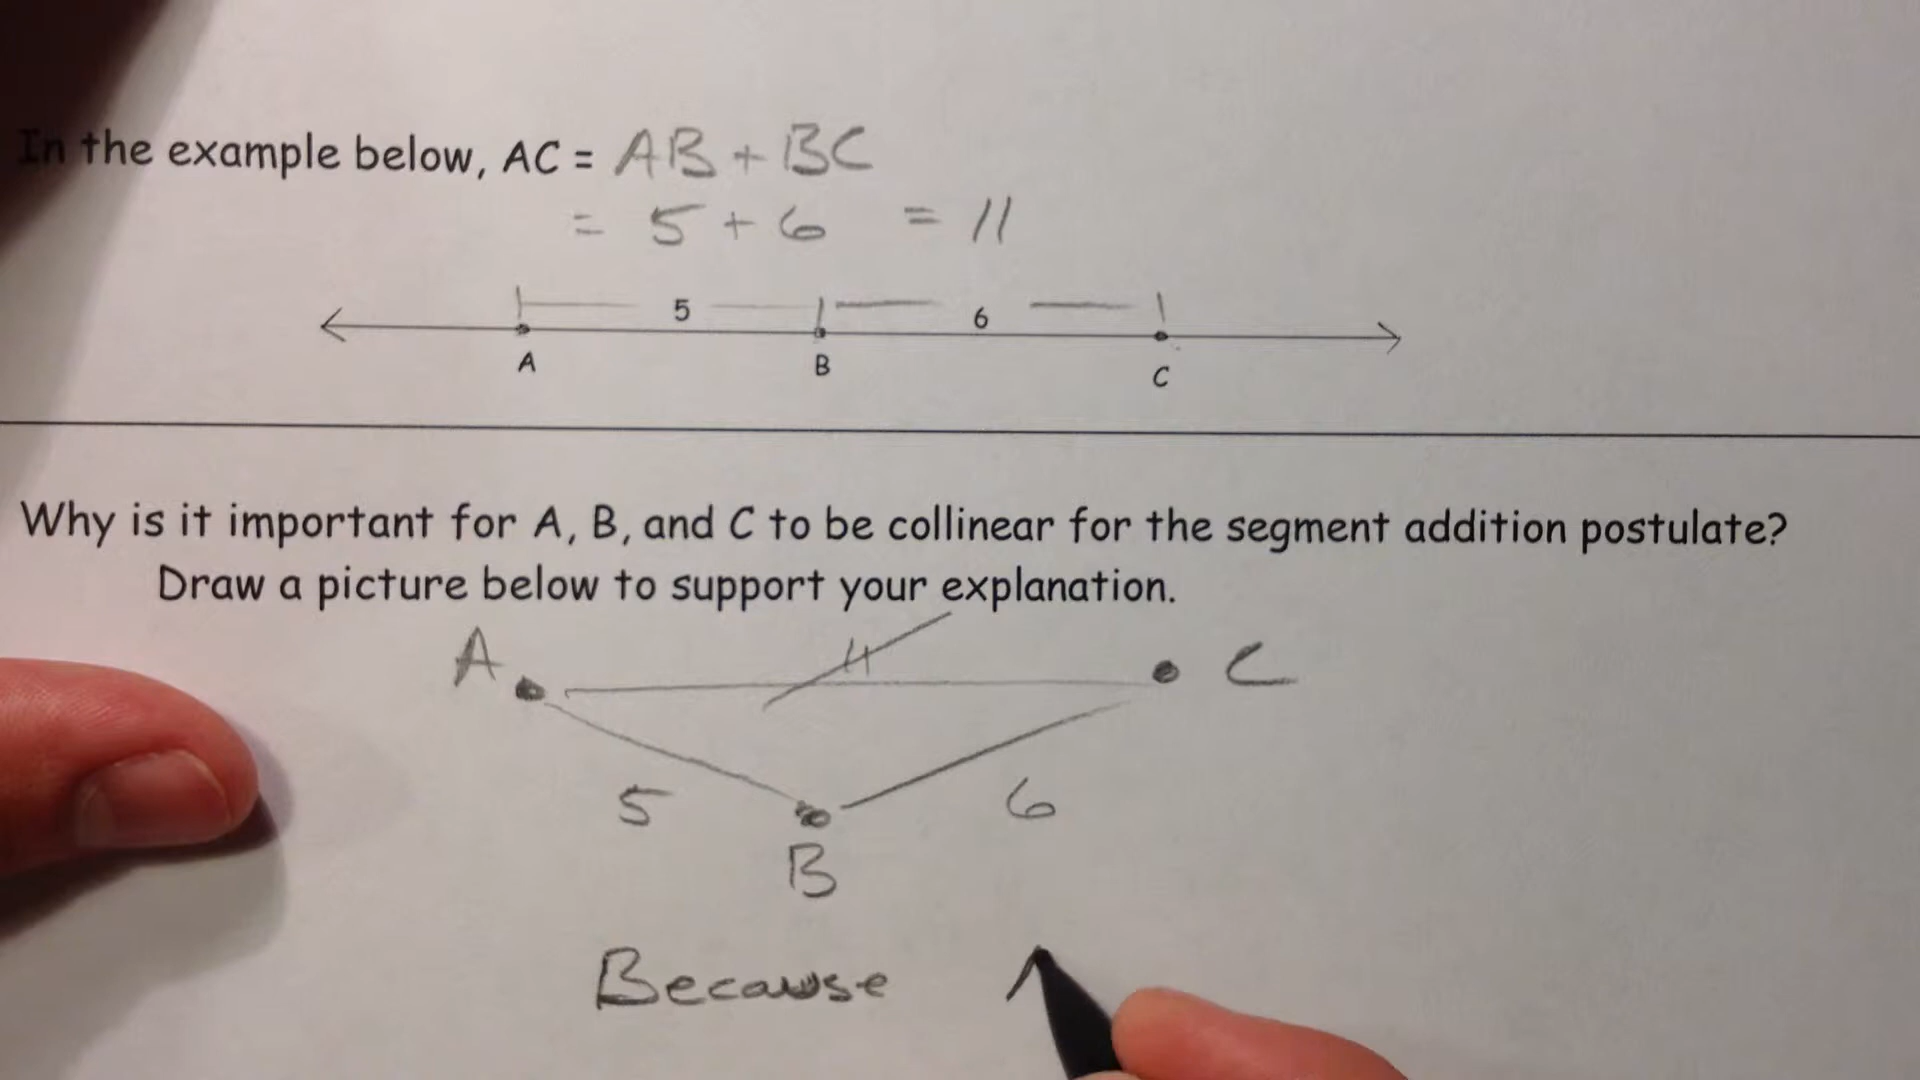 In the example below, AC = AB + BC
= 5 + 6 = 11
5 6
A B C
Why is it important for A, B, and C to be collinear for the segment addition postulate?
Draw a picture below to support your explanation.
A 11 C
5 6
B
Because